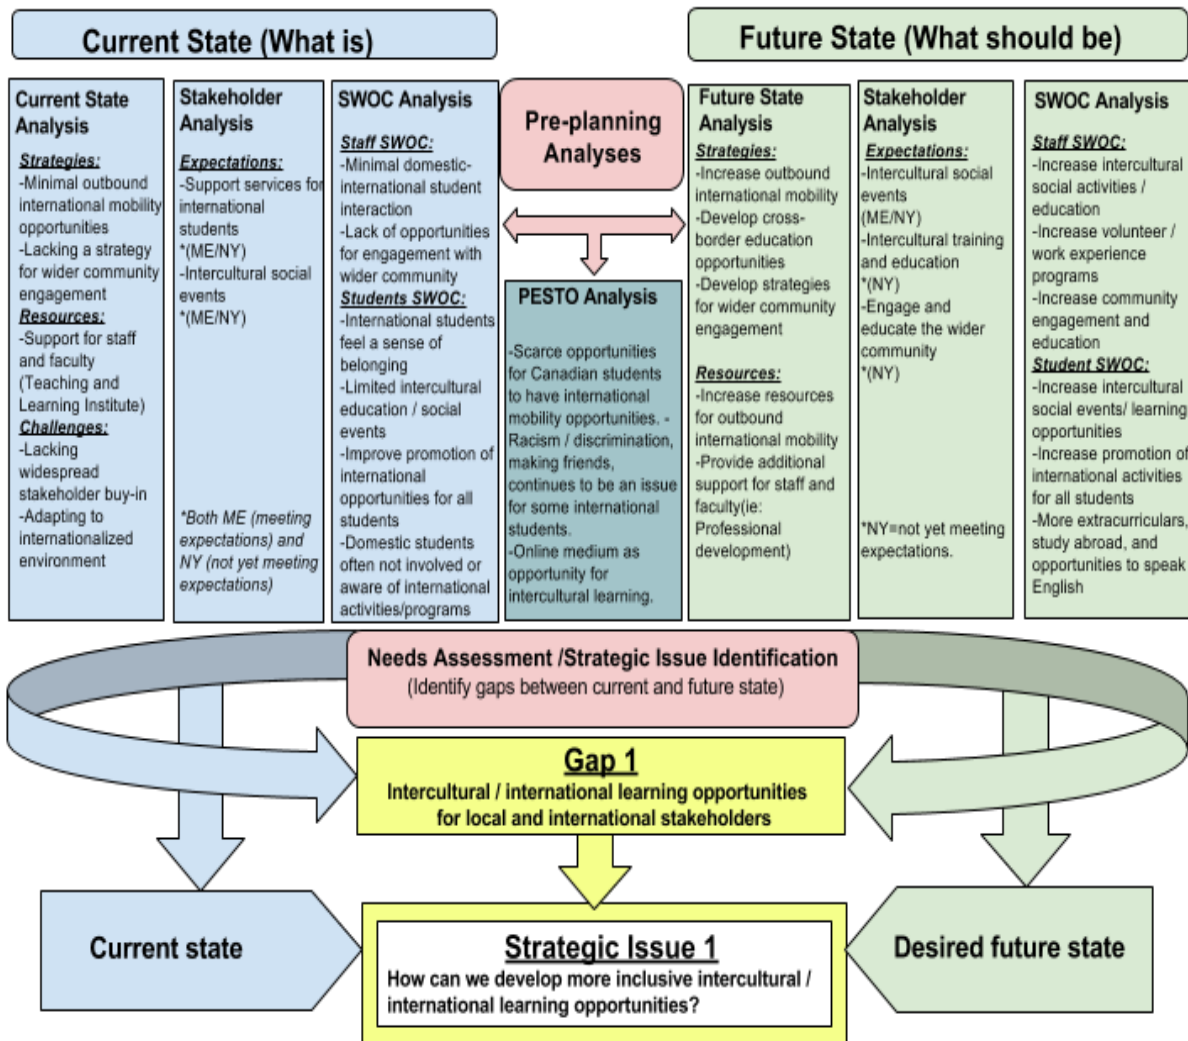 Current State (What is)
Future State (What should be)
Current State
Analysis
Strategies:
-Minimal outbound
international mobility
opportunities
-Lacking a strategy
for wider community
engagement
Resources:
-Support for staff
and faculty
(Teaching and
Learning Institute)
Challenges:
-Lacking
widespread
stakeholder buy-in
-Adapting to
internationalized
environment
Stakeholder
Analysis
Expectations:
-Support services for
international
students
*(ME/NY)
-Intercultural social
events
*(ME/NY)
*Both ME (meeting
expectations) and
NY (not yet meeting
expectations)
SWOC Analysis
Staff SWOC:
-Minimal domestic-
international student
interaction
-Lack of opportunities
for engagement with
wider community
Students SWOC:
-International students
feel a sense of
belonging
-Limited intercultural
education / social
events
-Improve promotion of
international
opportunities for all
students
-Domestic students
often not involved or
aware of international
activities/programs
Pre-planning
Analyses
PESTO Analysis
-Scarce opportunities
for Canadian students
to have international
mobility opportunities. -
Racism / discrimination,
making friends,
continues to be an issue
for some international
students.
-Online medium as
opportunity for
intercultural learning.
Future State
Analysis
Strategies:
-Increase outbound
international mobility
-Develop cross-
border education
opportunities
-Develop strategies
for wider community
engagement
Resources:
-Increase resources
for outbound
international mobility
-Provide additional
support for staff and
faculty(ie:
Professional
development)
Stakeholder
Analysis
Expectations:
-Intercultural social
events
(ME/NY)
-Intercultural training
and education
*(NY)
-Engage and
educate the wider
community
*(NY)
*NY=not yet meeting
expectations.
SWOC Analysis
Staff SWOC:
-Increase intercultural
social activities /
education
-Increase volunteer /
work experience
programs
-Increase community
engagement and
education
Student SWOC:
-Increase intercultural
social events/ learning
opportunities
-Increase promotion of
international activities
for all students
-More extracurriculars,
study abroad, and
opportunities to speak
English
Needs Assessment /Strategic Issue Identification
(Identify gaps between current and future state)
Gap 1
Intercultural / international learning opportunities
for local and international stakeholders
Current state
Strategic Issue 1
How can we develop more inclusive intercultural /
international learning opportunities?
Desired future state